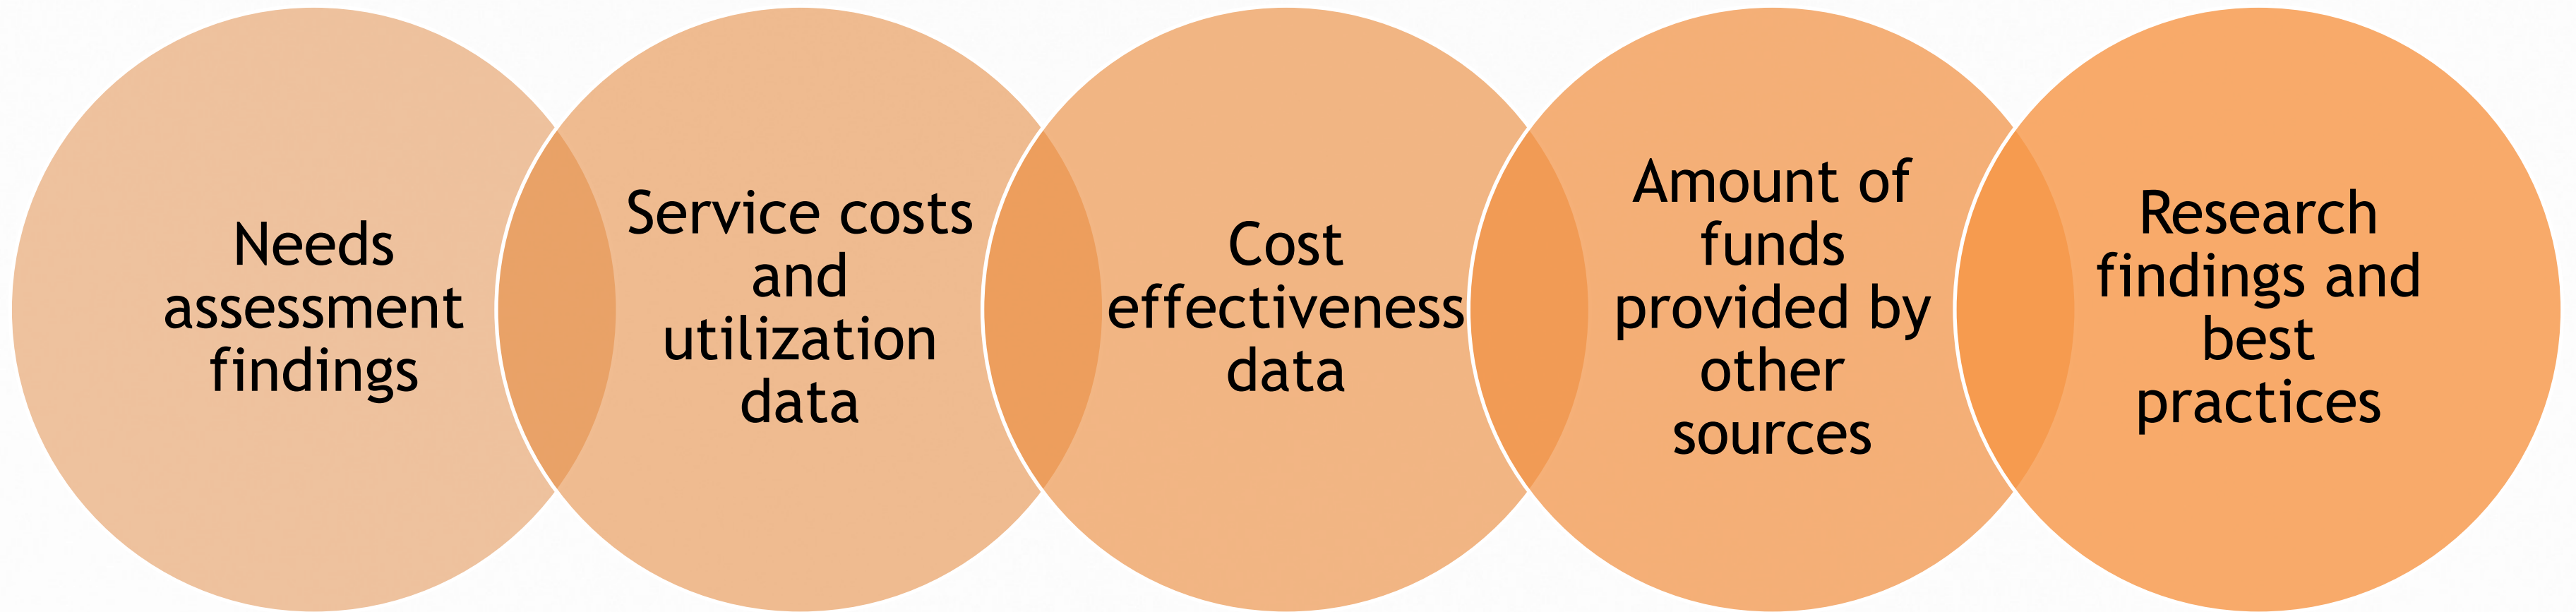 Needs
assessment
findings
Service costs
and
utilization
data
Cost
effectiveness
data
Amount of
funds
provided by
other
sources
Research
findings and
best
practices